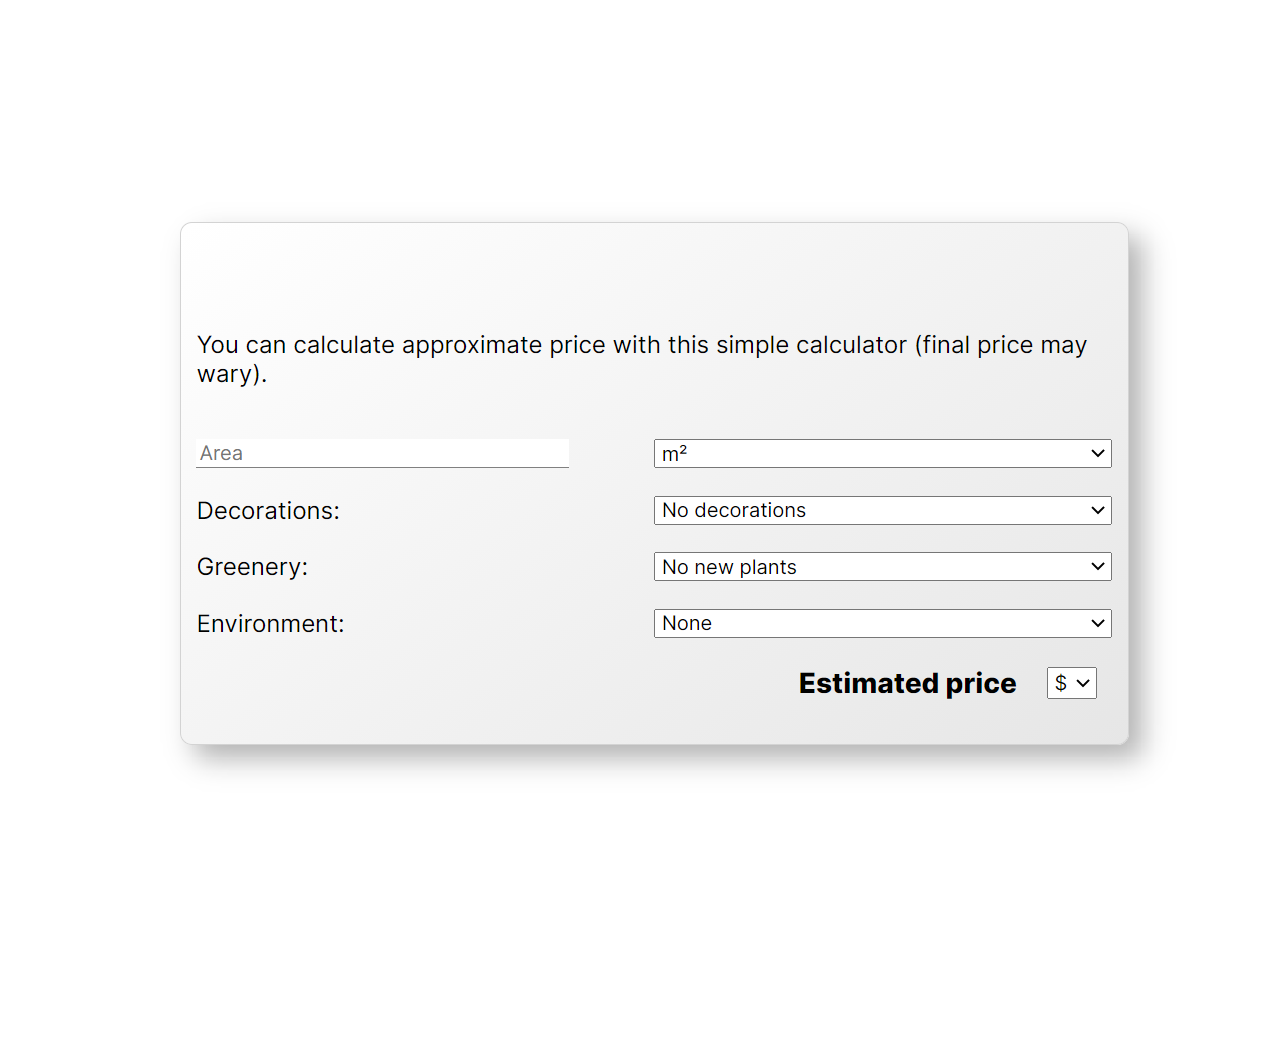 You can calculate approximate price with this simple calculator (final price may
wary).
Area
m²
Decorations:
No decorations
Greenery:
No new plants
Environment:
None
Estimated price
$